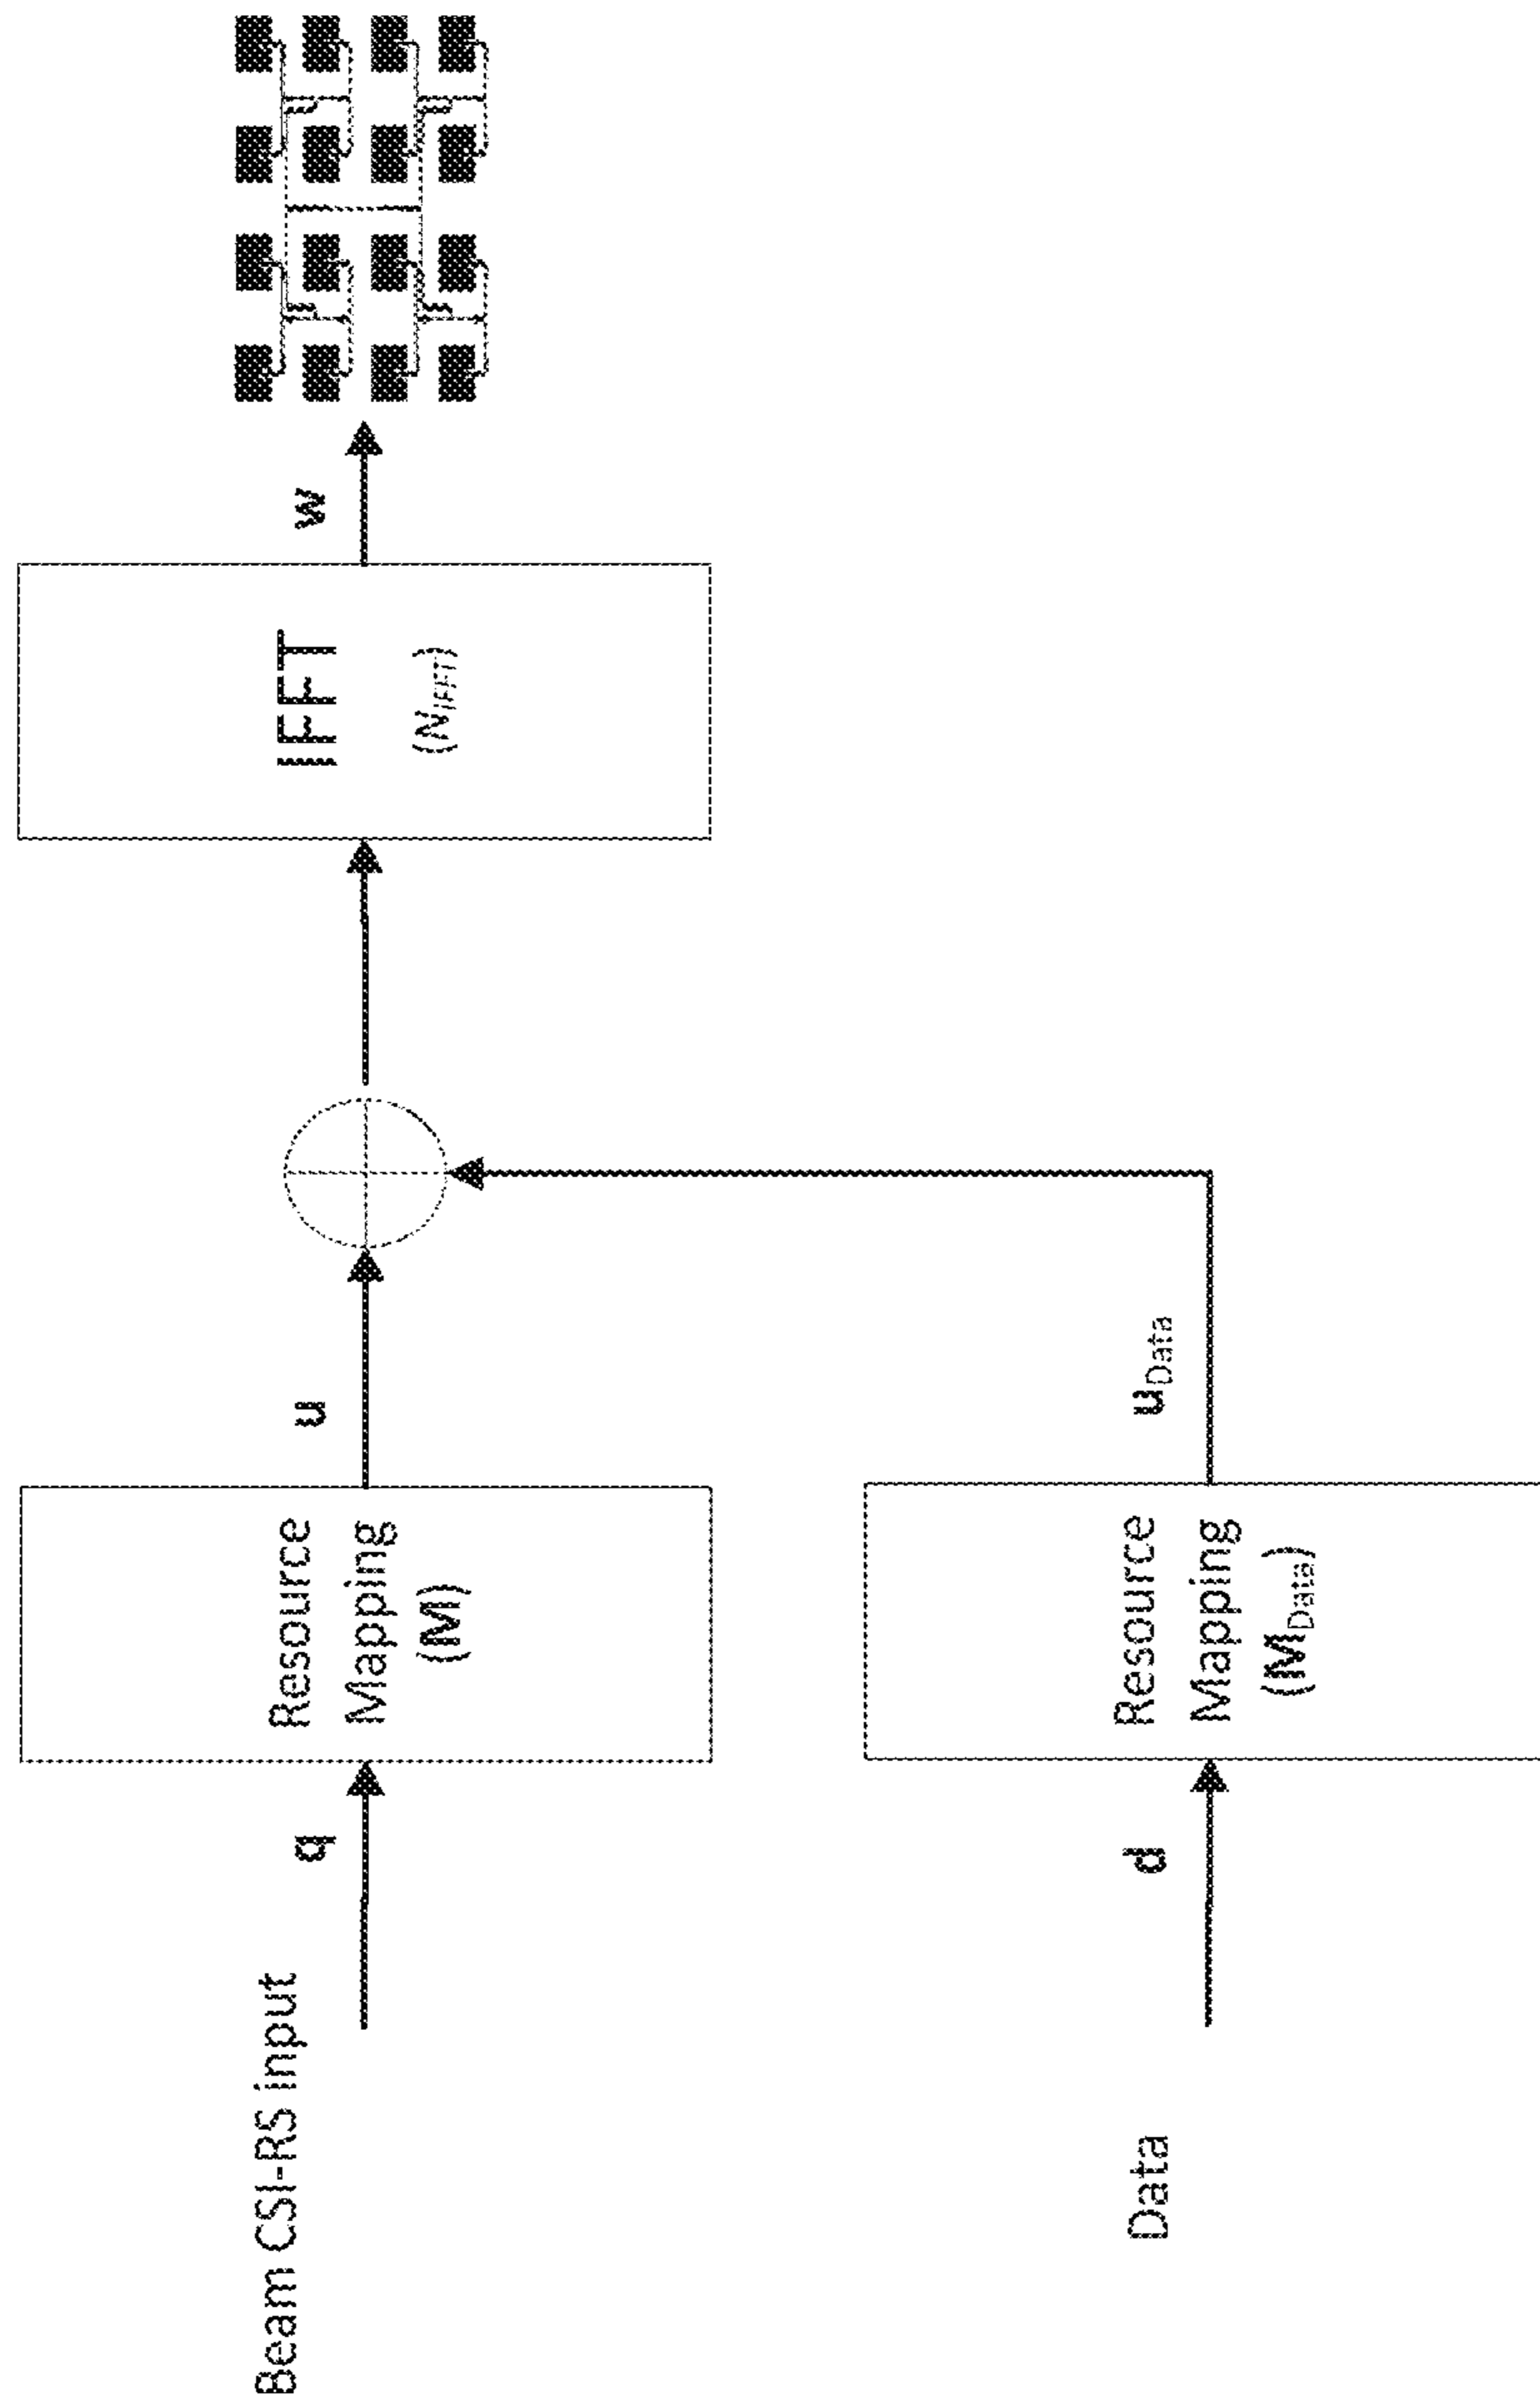 Beam CSI-RS input
q
Resource
Mapping
(M)
u
IFFT
(N_IFFT)
w
Data
d
Resource
Mapping
(M_Data)
u_Data